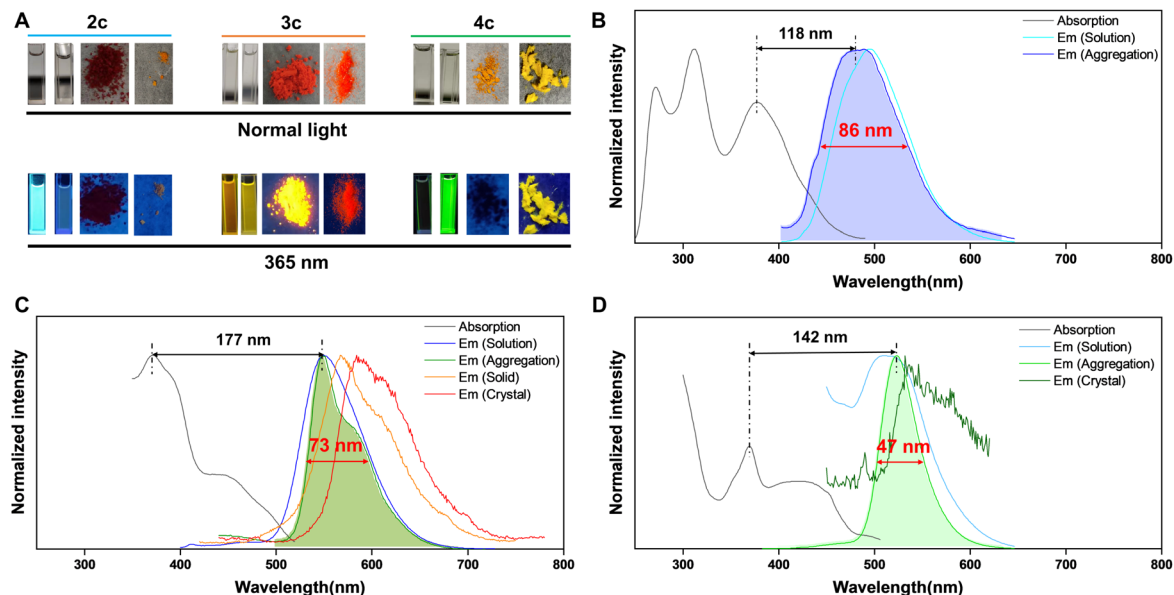 A
2c
3c
4c
Normal light
365 nm
B
Normalized intensity
118 nm
86 nm
Absorption
Em (Solution)
Em (Aggregation)
300 400 500 600 700 800
Wavelength(nm)
C
Normalized intensity
177 nm
73 nm
Absorption
Em (Solution)
Em (Aggregation)
Em (Solid)
Em (Crystal)
300 400 500 600 700 800
Wavelength(nm)
D
Normalized intensity
142 nm
47 nm
Absorption
Em (Solution)
Em (Aggregation)
Em (Crystal)
300 400 500 600 700 800
Wavelength(nm)